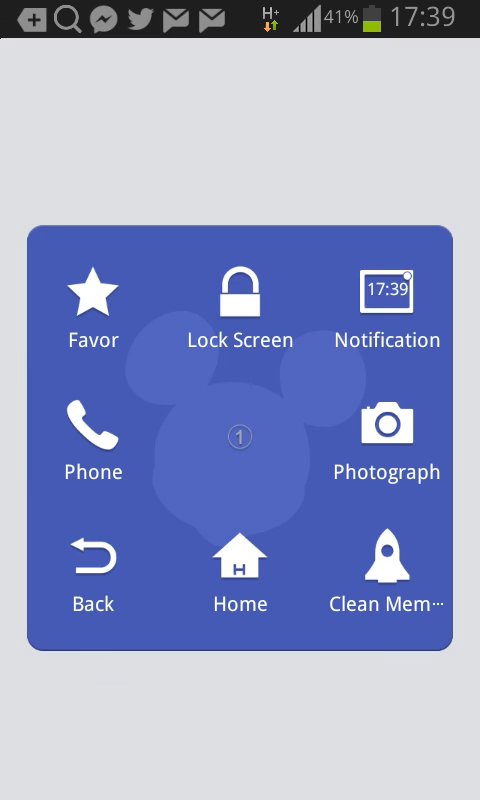 H+ 41% 17:39
17:39
Favor Lock Screen Notification
1
Phone Photograph
H
Back Home Clean Mem···